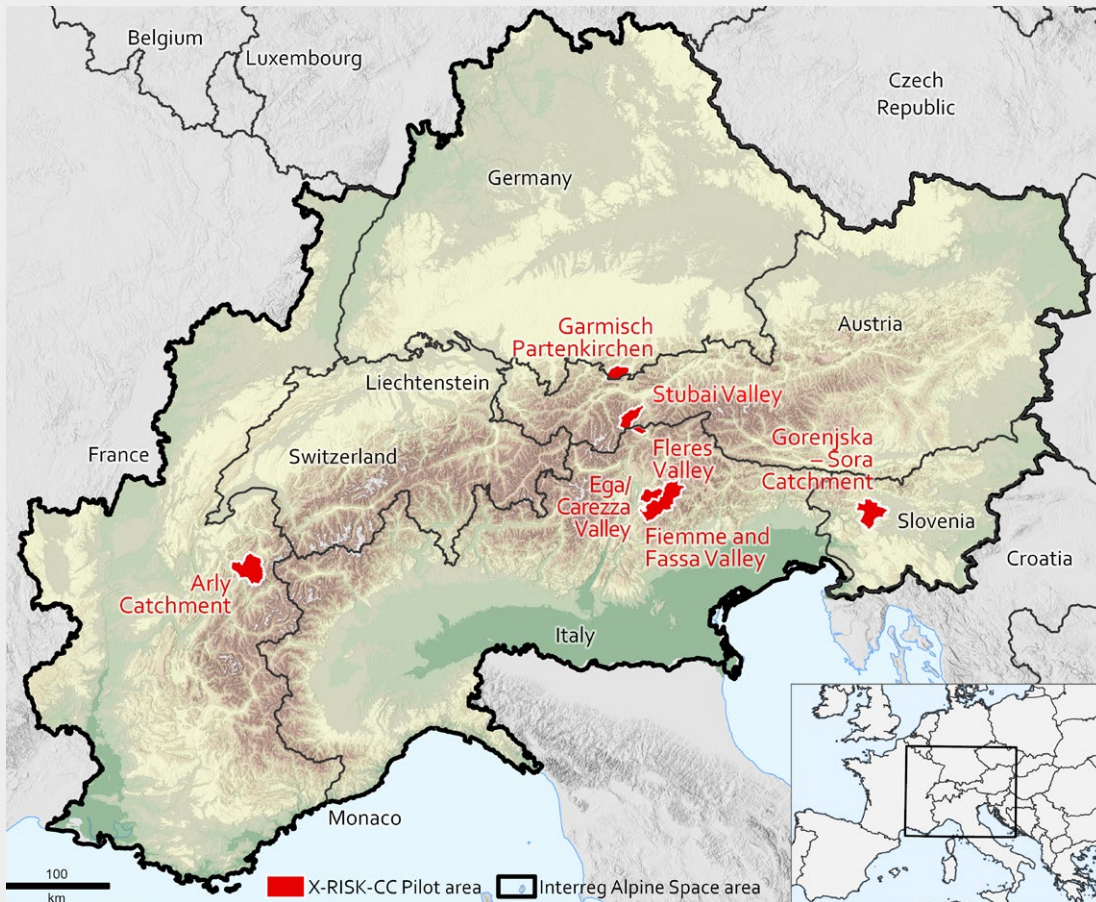 Belgium
Luxembourg
Czech
Republic
Germany
Garmisch
Partenkirchen
Austria
Liechtenstein
Stubai Valley
France
Switzerland
Fleres
Valley
Gorenjska
– Sora
Catchment
Ega/
Carezza
Valley
Slovenia
Fiemme and
Fassa Valley
Croatia
Arly
Catchment
Italy
Monaco
100
km
X-RISK-CC Pilot area
Interreg Alpine Space area